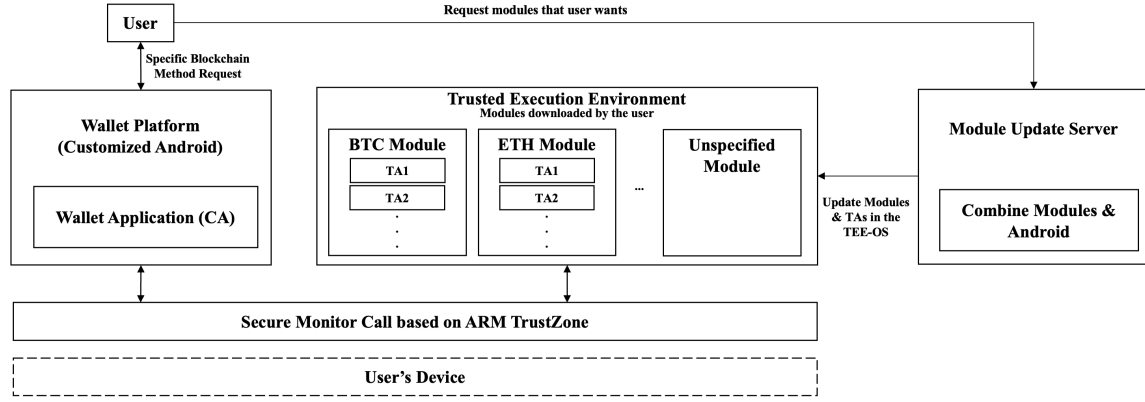 Request modules that user wants
User
Specific Blockchain
Method Request
Wallet Platform
(Customized Android)
Wallet Application (CA)
Trusted Execution Environment
Modules downloaded by the user
BTC Module
TA1
TA2
.
.
.
ETH Module
TA1
TA2
.
.
.
...
Unspecified
Module
Update Modules
& TAs in the
TEE-OS
Module Update Server
Combine Modules &
Android
Secure Monitor Call based on ARM TrustZone
User’s Device